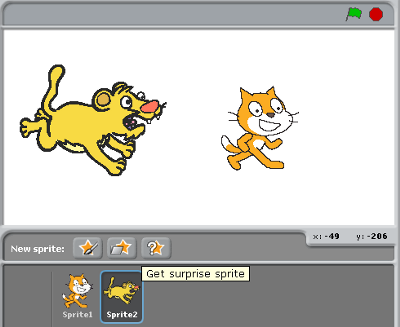 x: -49 y: -206
New sprite:
Get surprise sprite
Sprite1 Sprite2